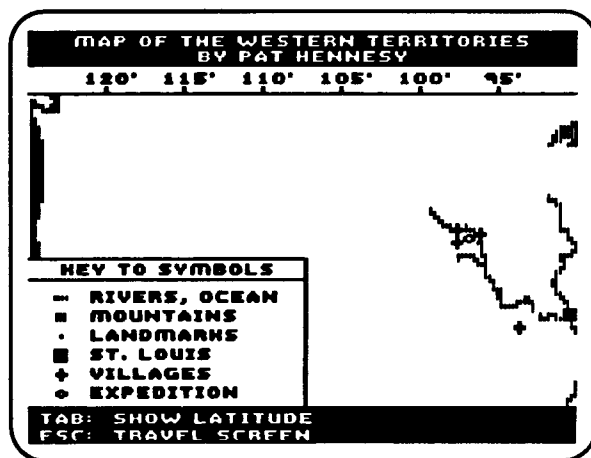 MAP OF THE WESTERN TERRITORIES
BY PAT HENNESY
120° 115° 110° 105° 100° 95°
KEY TO SYMBOLS
RIVERS, OCEAN
MOUNTAINS
LANDMARKS
ST. LOUIS
VILLAGES
EXPEDITION
TAB: SHOW LATITUDE
ESC: TRAVEL SCREEN